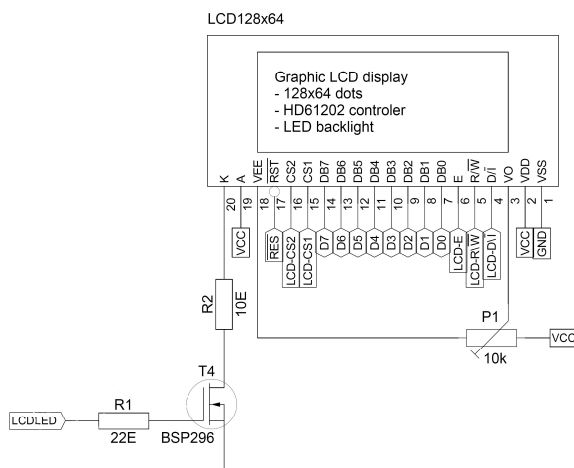 LCD128x64
Graphic LCD display
- 128x64 dots
- HD61202 controler
- LED backlight
K A VEE RST CS2 CS1 DB7 DB6 DB5 DB4 DB3 DB2 DB1 DB0 E R/W D/I VO VDD VSS
20 19 18 17 16 15 14 13 12 11 10 9 8 7 6 5 4 3 2 1
VCC RES LCD-CS2 LCD-CS1 D7 D6 D5 D4 D3 D2 D1 D0 LCD-E LCD-R\W LCD-D\I VCC GND
R2
10E
P1
VCC
10k
T4
LCDLED
R1
22E
BSP296